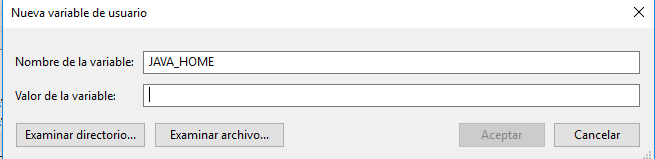 Nueva variable de usuario
Nombre de la variable: JAVA_HOME
Valor de la variable:
Examinar directorio... Examinar archivo... Aceptar Cancelar